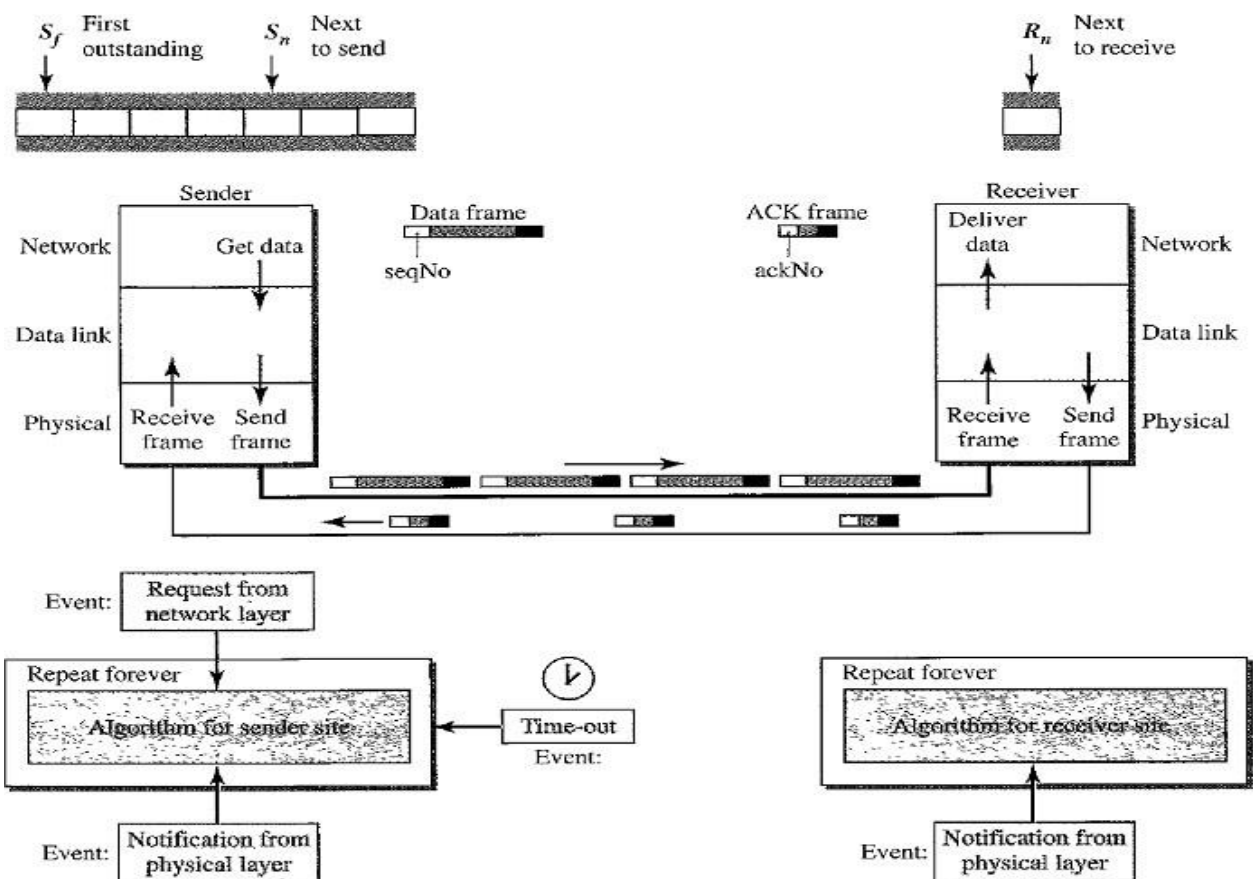 S_f First
outstanding
S_n Next
to send
R_n Next
to receive
Sender
Receiver
Network
Get data
Data frame
seqNo
ACK frame
ackNo
Deliver
data
Network
Data link
Data link
Physical
Receive
frame
Send
frame
Receive
frame
Send
frame
Physical
Event:
Request from
network layer
Repeat forever
Algorithm for sender site
Time-out
Event:
Repeat forever
Algorithm for receiver site
Event:
Notification from
physical layer
Event:
Notification from
physical layer